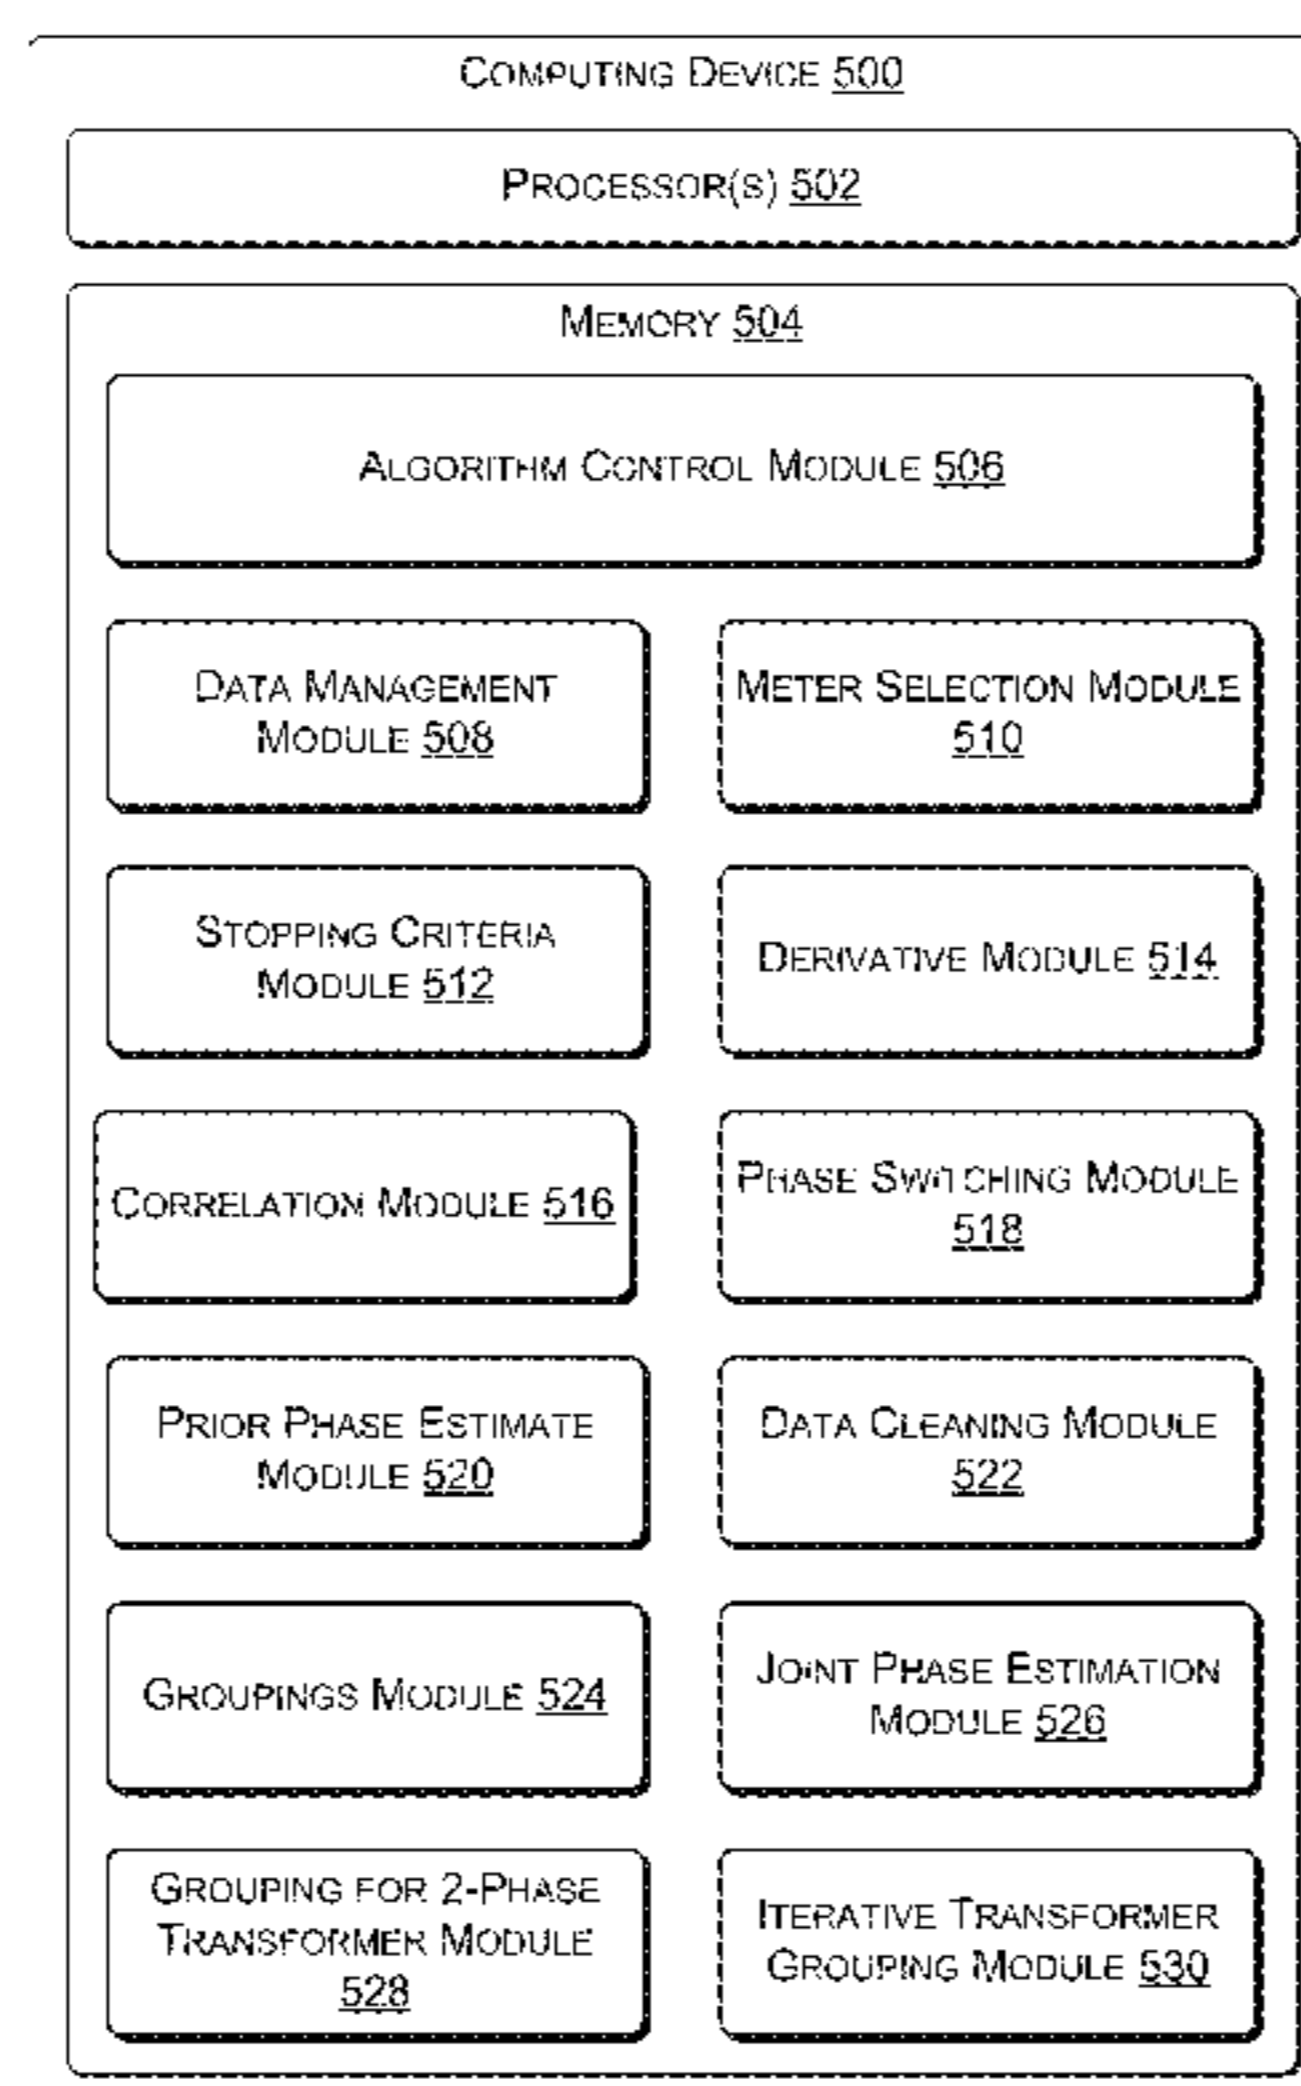 COMPUTING DEVICE 500
PROCESSOR(S) 502
MEMORY 504
ALGORITHM CONTROL MODULE 506
DATA MANAGEMENT
MODULE 508
METER SELECTION MODULE
510
STOPPING CRITERIA
MODULE 512
DERIVATIVE MODULE 514
CORRELATION MODULE 516
PHASE SWITCHING MODULE
518
PRIOR PHASE ESTIMATE
MODULE 520
DATA CLEANING MODULE
522
GROUPINGS MODULE 524
JOINT PHASE ESTIMATION
MODULE 526
GROUPING FOR 2-PHASE
TRANSFORMER MODULE
528
ITERATIVE TRANSFORMER
GROUPING MODULE 530